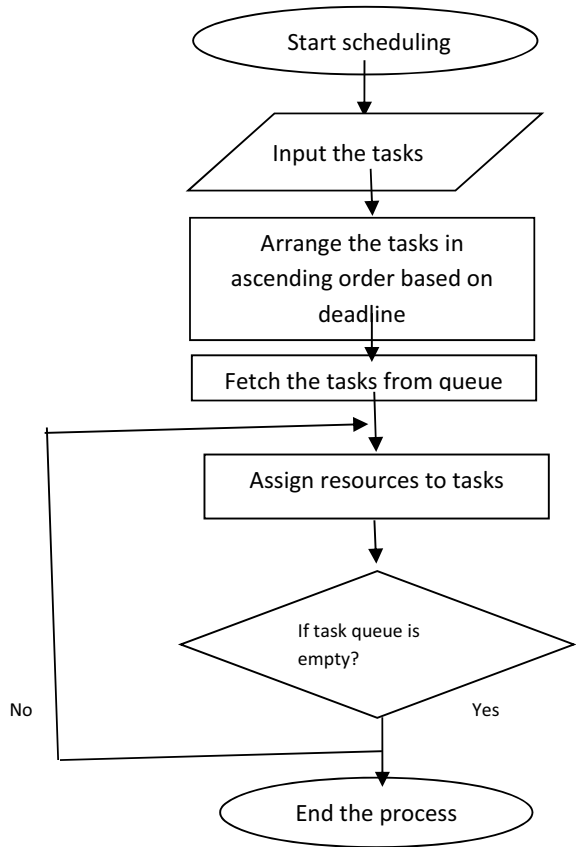 Start scheduling
Input the tasks
Arrange the tasks in
ascending order based on
deadline
Fetch the tasks from queue
Assign resources to tasks
If task queue is
empty?
No
Yes
End the process